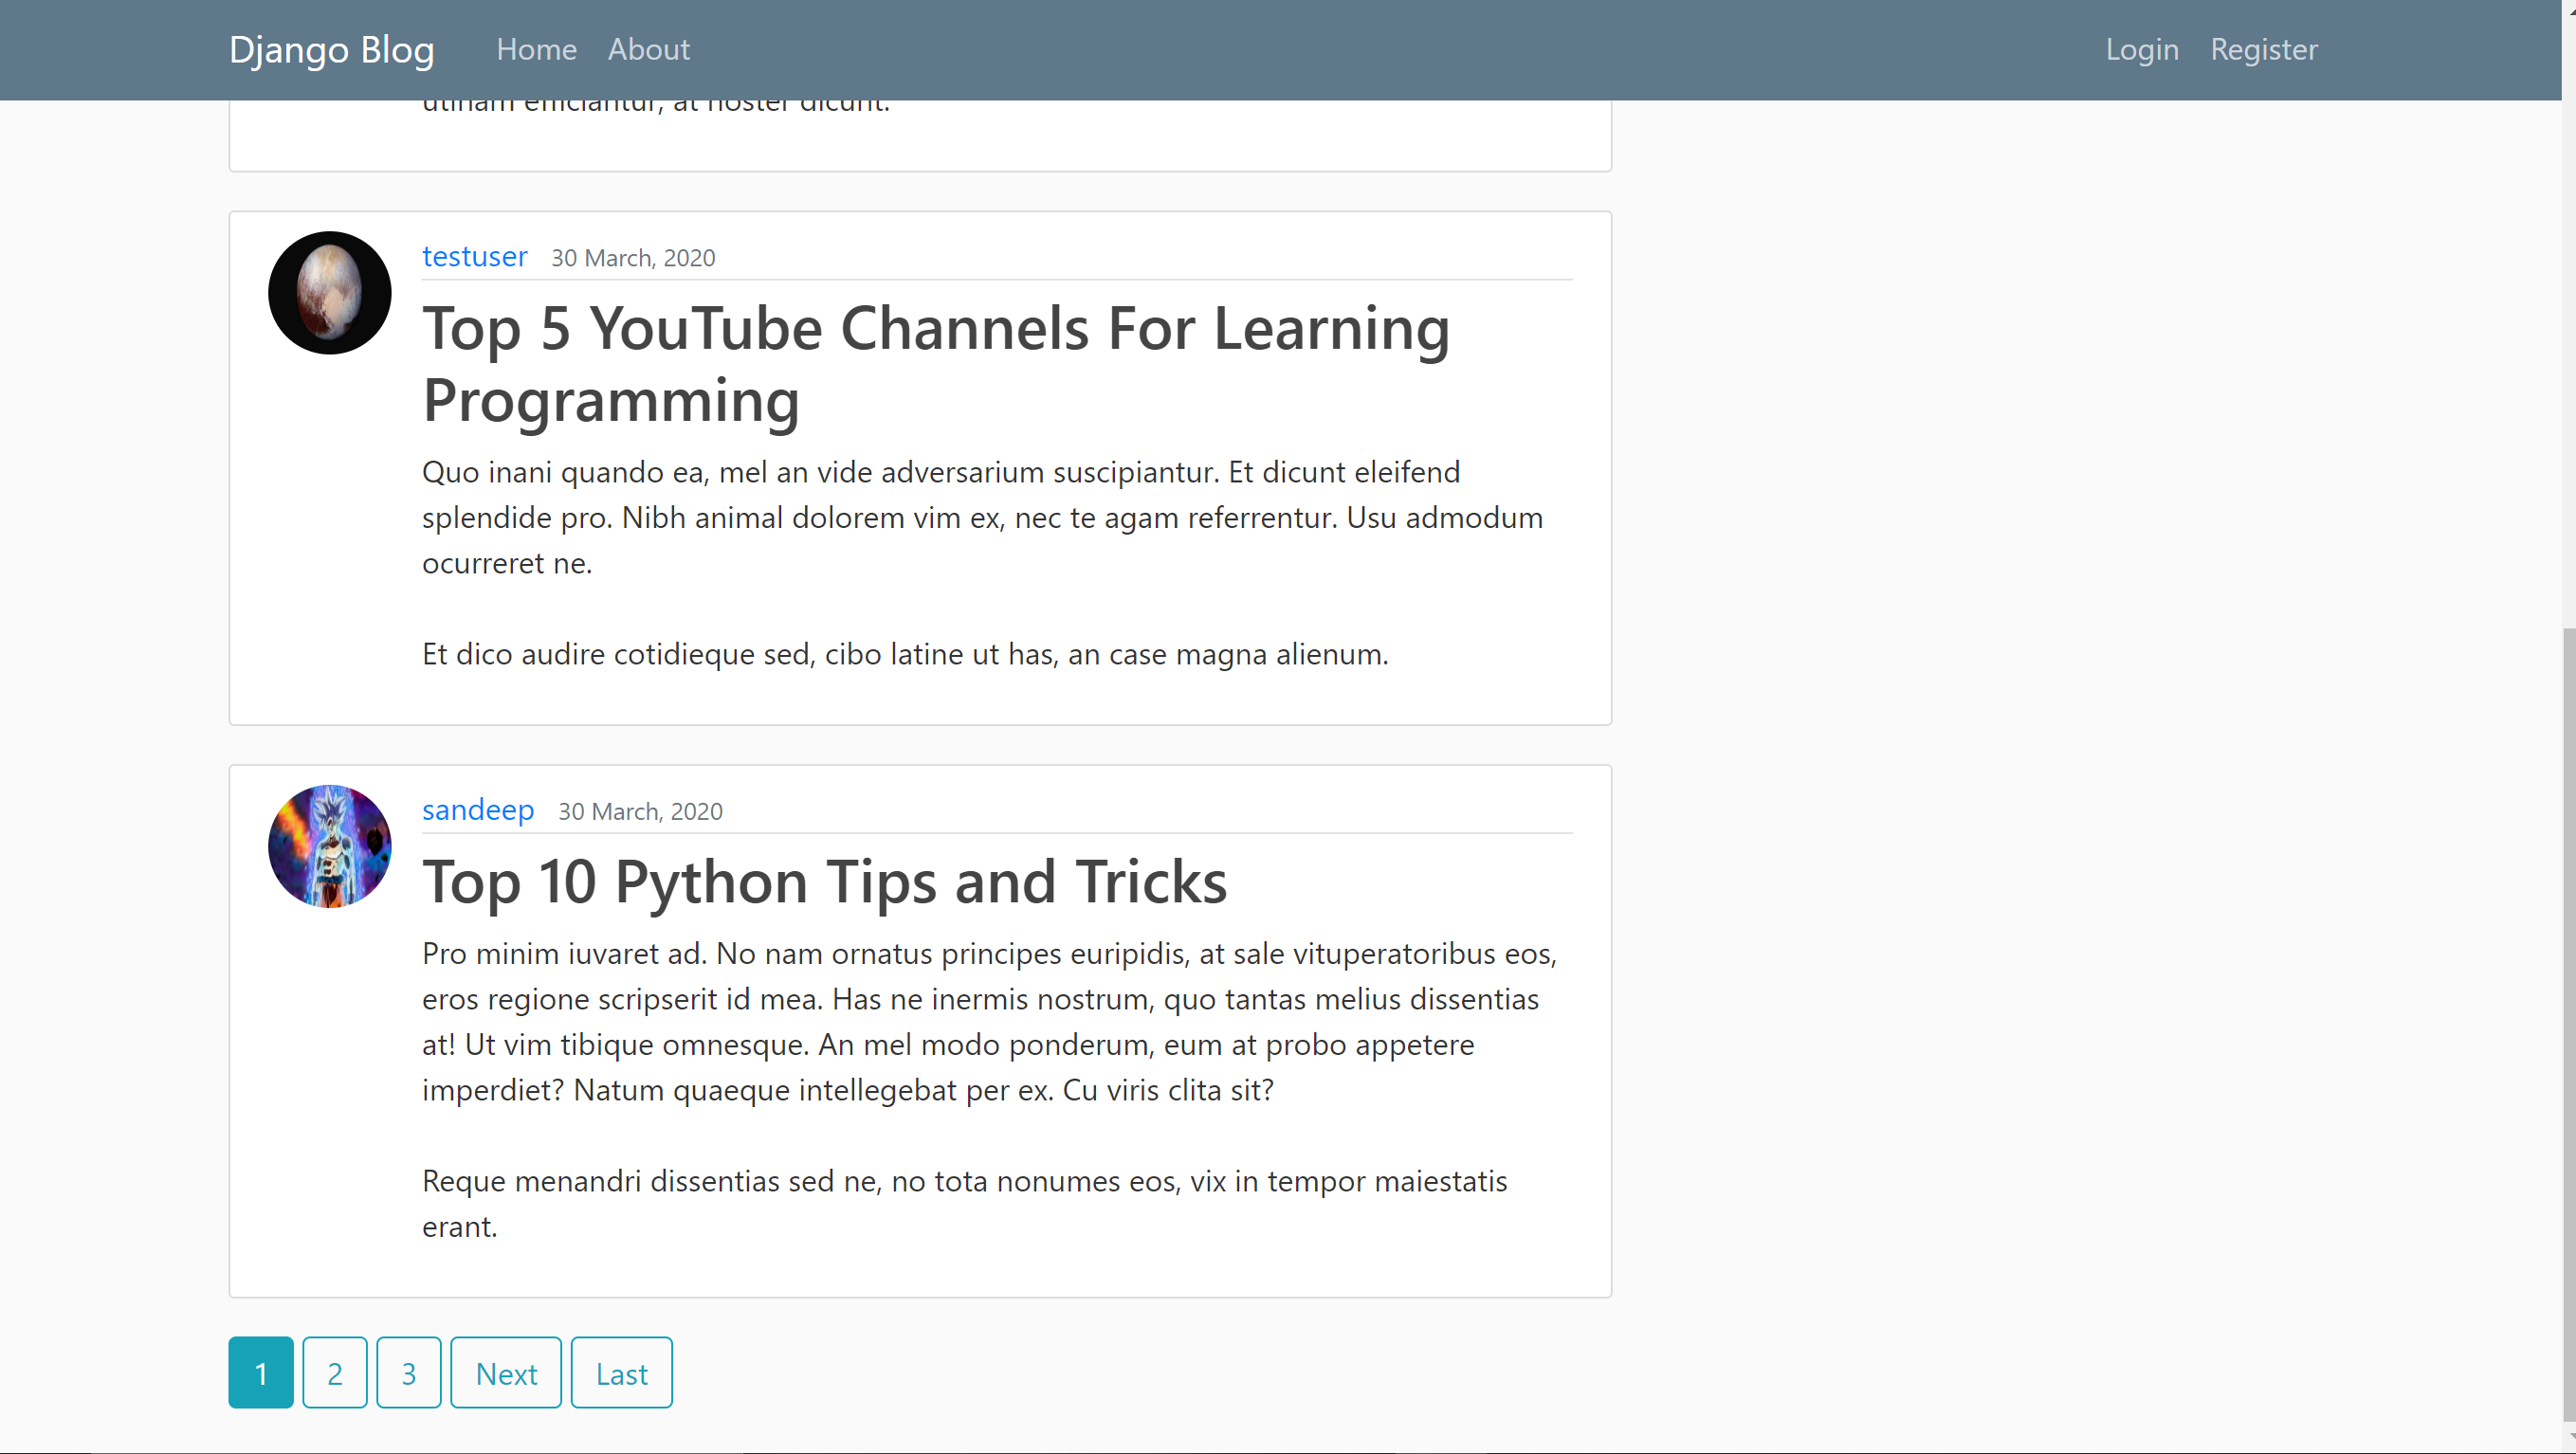 Django Blog Home About Login Register
utinam efficiantur, at noster dicunt.
testuser 30 March, 2020
Top 5 YouTube Channels For Learning
Programming
Quo inani quando ea, mel an vide adversarium suscipiantur. Et dicunt eleifend
splendide pro. Nibh animal dolorem vim ex, nec te agam referrentur. Usu admodum
ocurreret ne.
Et dico audire cotidieque sed, cibo latine ut has, an case magna alienum.
sandeep 30 March, 2020
Top 10 Python Tips and Tricks
Pro minim iuvaret ad. No nam ornatus principes euripidis, at sale vituperatoribus eos,
eros regione scripserit id mea. Has ne inermis nostrum, quo tantas melius dissentias
at! Ut vim tibique omnesque. An mel modo ponderum, eum at probo appetere
imperdiet? Natum quaeque intellegebat per ex. Cu viris clita sit?
Reque menandri dissentias sed ne, no tota nonumes eos, vix in tempor maiestatis
erant.
1 2 3 Next Last